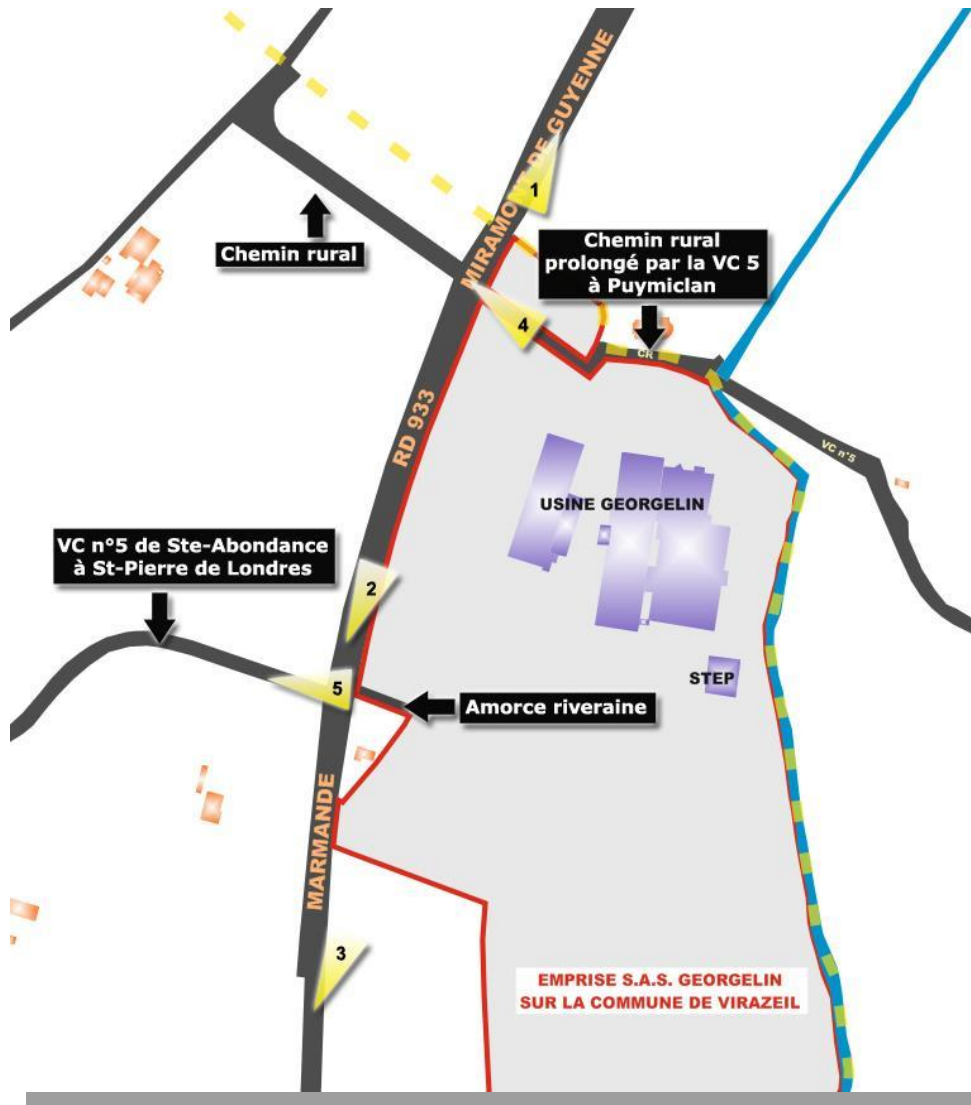 MIRAMONT DE GUYENNE
1
Chemin rural
Chemin rural
prolongé par la VC 5
à Puymiclan
4
CR
RD 933
VC n°5
USINE GEORGELIN
VC n°5 de Ste-Abondance
à St-Pierre de Londres
2
5
STEP
Amorce riveraine
MARMANDE
3
EMPRISE S.A.S. GEORGELIN
SUR LA COMMUNE DE VIRAZEIL